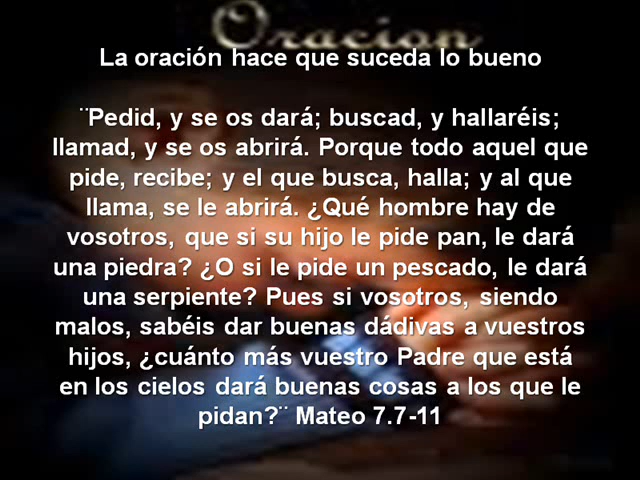 Oracion
La oración hace que suceda lo bueno
¨Pedid, y se os dará; buscad, y hallaréis;
llamad, y se os abrirá. Porque todo aquel que
pide, recibe; y el que busca, halla; y al que
llama, se le abrirá. ¿Qué hombre hay de
vosotros, que si su hijo le pide pan, le dará
una piedra? ¿O si le pide un pescado, le dará
una serpiente? Pues si vosotros, siendo
malos, sabéis dar buenas dádivas a vuestros
hijos, ¿cuánto más vuestro Padre que está
en los cielos dará buenas cosas a los que le
pidan?¨ Mateo 7.7-11